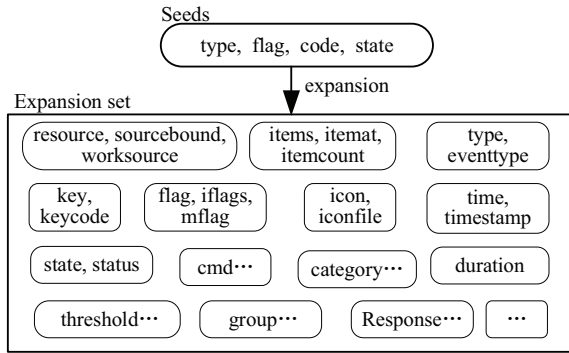 Seeds
type, flag, code, state
expansion
Expansion set
resource, sourcebound,
worksource
items, itemat,
itemcount
type,
eventtype
key,
keycode
flag, iflags,
mflag
icon,
iconfile
time,
timestamp
state, status
cmd⋯
category⋯
duration
threshold⋯
group⋯
Response⋯
⋯